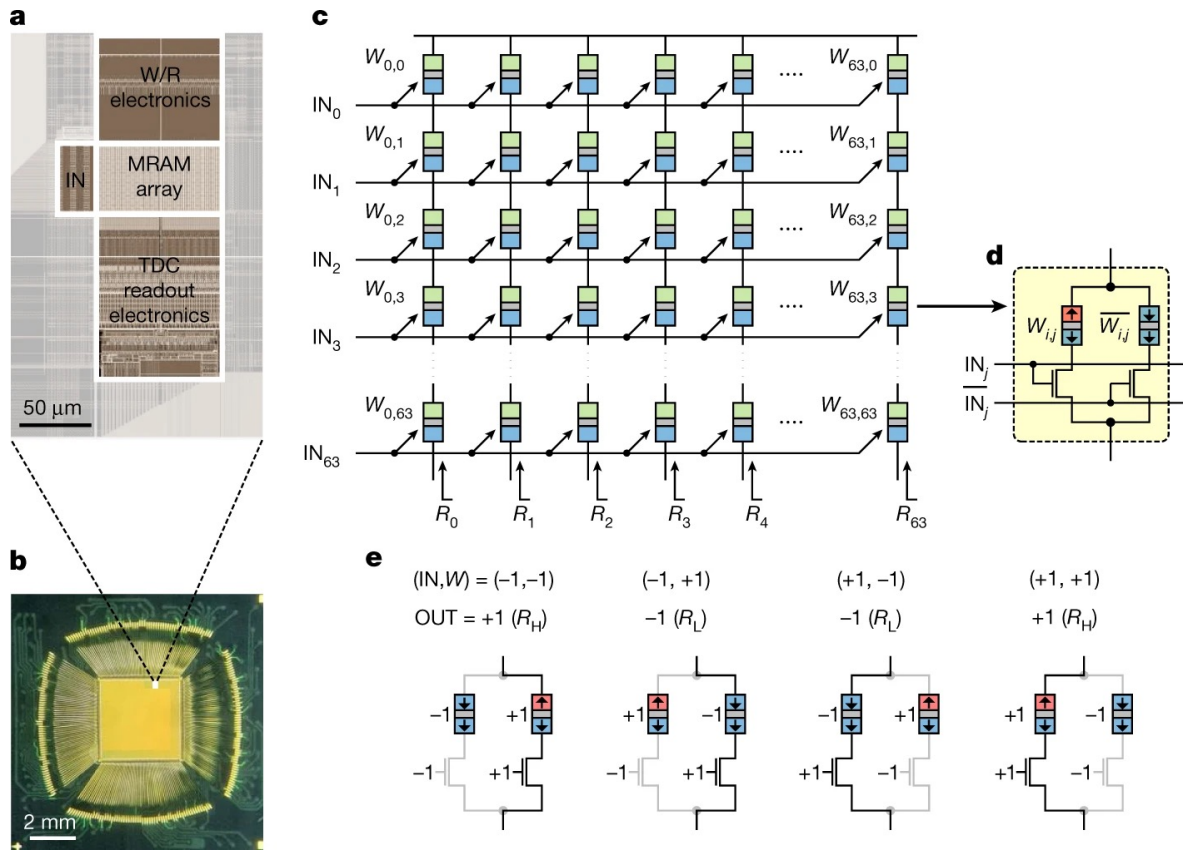 a
W/R
electronics
IN
MRAM
array
TDC
readout
electronics
50 μm
b
2 mm
c
W0,0 W63,0
IN0
W0,1 W63,1
IN1
W0,2 W63,2
IN2
W0,3 W63,3
IN3
W0,63 W63,63
IN63
R0 R1 R2 R3 R4 R63
d
Wi,j W̅i,j
INj
I̅N̅j
e
(IN,W) = (−1,−1) (−1, +1) (+1, −1) (+1, +1)
OUT = +1 (RH) −1 (RL) −1 (RL) +1 (RH)
−1 +1 +1 −1 −1 +1 +1 −1
−1 +1 −1 +1 +1 −1 +1 −1